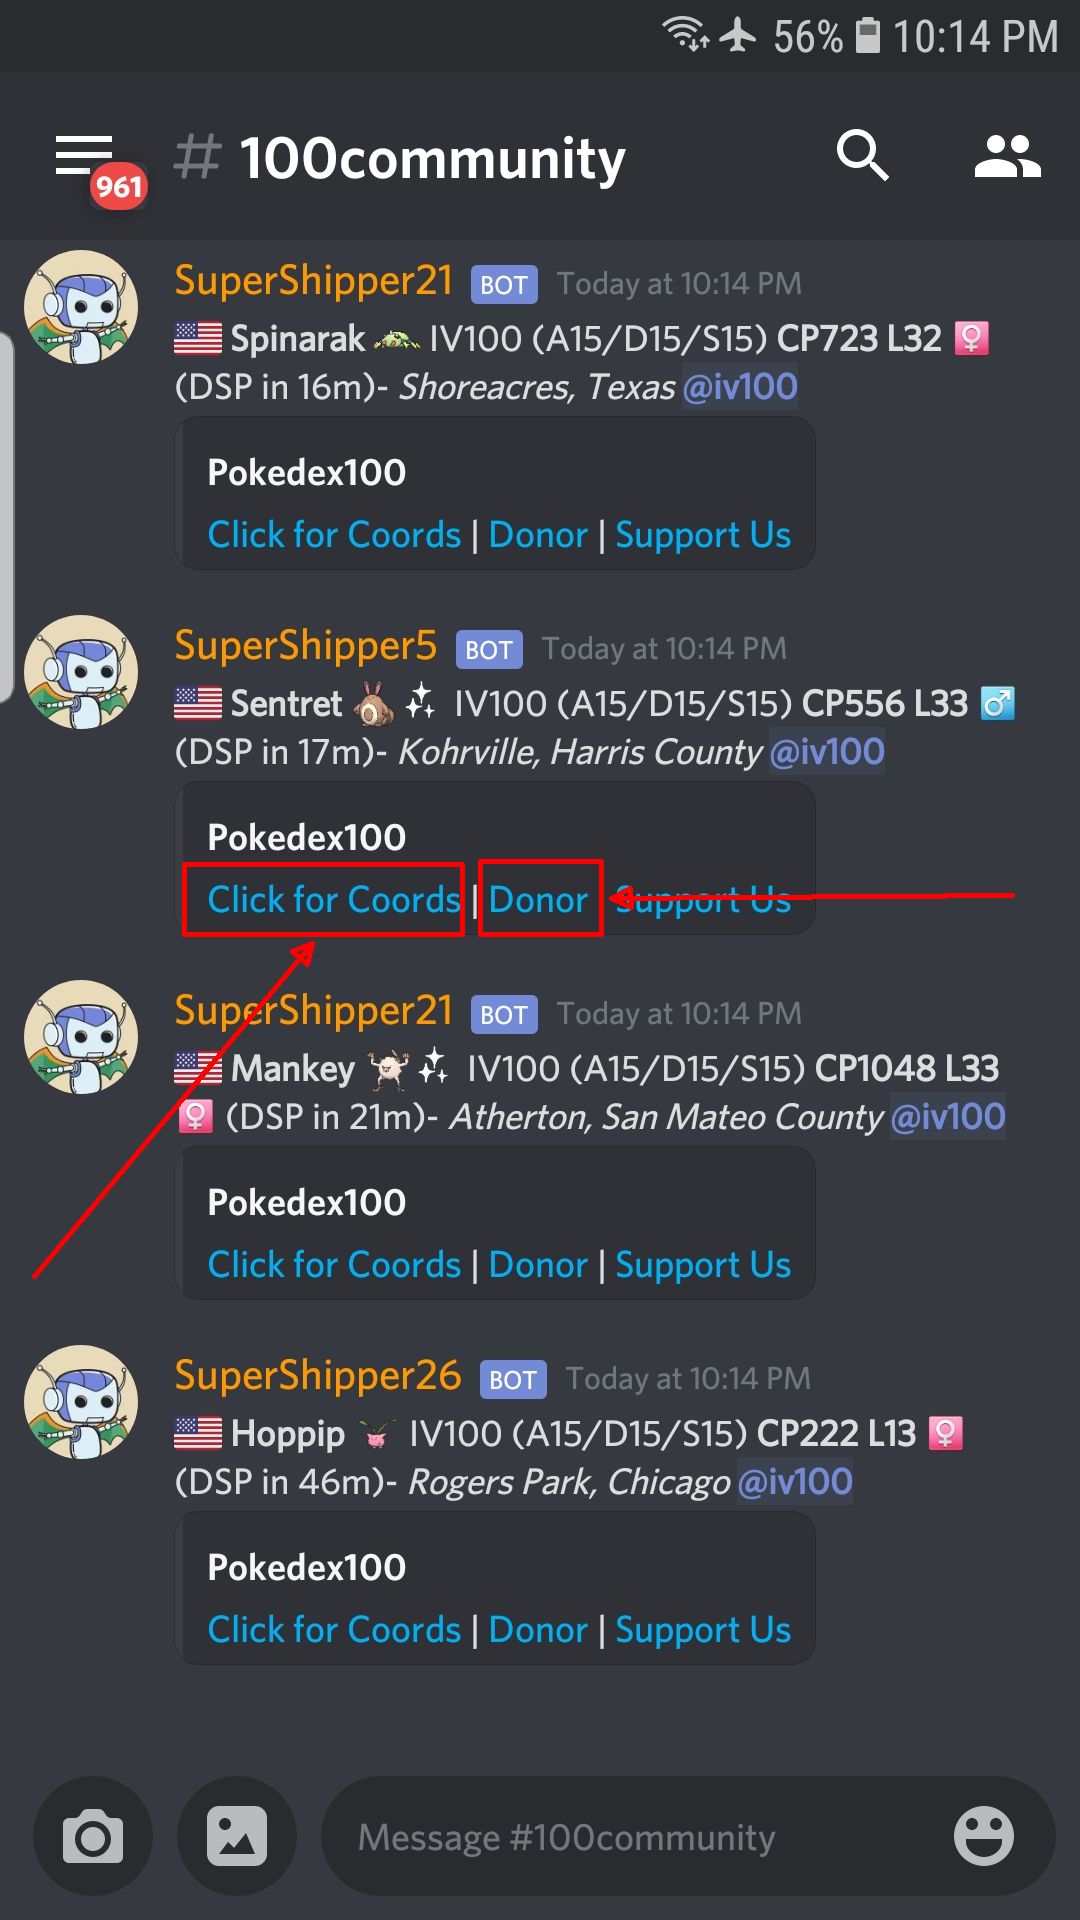 56% 10:14 PM
961 # 100community
SuperShipper21 BOT Today at 10:14 PM
Spinarak IV100 (A15/D15/S15) CP723 L32 ♀
(DSP in 16m)- Shoreacres, Texas @iv100
Pokedex100
Click for Coords | Donor | Support Us
SuperShipper5 BOT Today at 10:14 PM
Sentret ✨ IV100 (A15/D15/S15) CP556 L33 ♂
(DSP in 17m)- Kohrville, Harris County @iv100
Pokedex100
Click for Coords | Donor | Support Us
SuperShipper21 BOT Today at 10:14 PM
Mankey ✨ IV100 (A15/D15/S15) CP1048 L33
♀ (DSP in 21m)- Atherton, San Mateo County @iv100
Pokedex100
Click for Coords | Donor | Support Us
SuperShipper26 BOT Today at 10:14 PM
Hoppip IV100 (A15/D15/S15) CP222 L13 ♀
(DSP in 46m)- Rogers Park, Chicago @iv100
Pokedex100
Click for Coords | Donor | Support Us
Message #100community